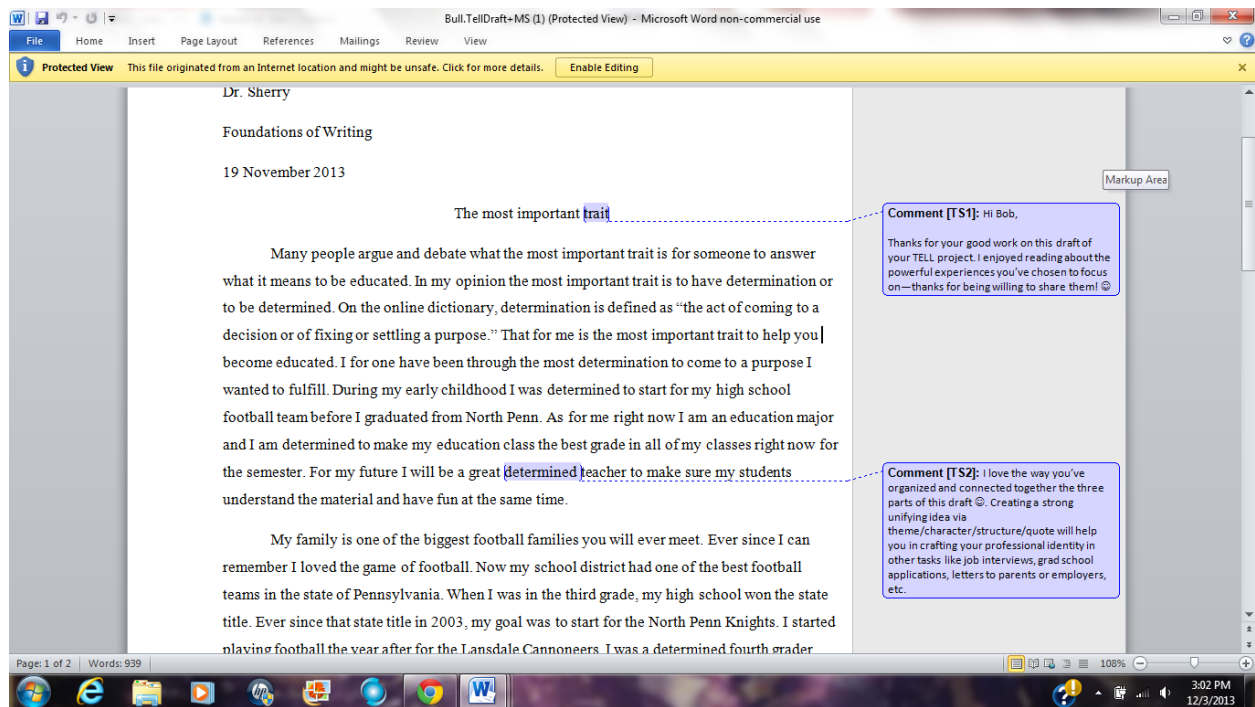 Bull.TellDraft+MS (1) (Protected View) - Microsoft Word non-commercial use
File Home Insert Page Layout References Mailings Review View
Protected View This file originated from an Internet location and might be unsafe. Click for more details. Enable Editing
Dr. Sherry
Foundations of Writing
19 November 2013
Markup Area
The most important trait
Many people argue and debate what the most important trait is for someone to answer
what it means to be educated. In my opinion the most important trait is to have determination or
to be determined. On the online dictionary, determination is defined as “the act of coming to a
decision or of fixing or settling a purpose.” That for me is the most important trait to help you
become educated. I for one have been through the most determination to come to a purpose I
wanted to fulfill. During my early childhood I was determined to start for my high school
football team before I graduated from North Penn. As for me right now I am an education major
and I am determined to make my education class the best grade in all of my classes right now for
the semester. For my future I will be a great determined teacher to make sure my students
understand the material and have fun at the same time.
My family is one of the biggest football families you will ever meet. Ever since I can
remember I loved the game of football. Now my school district had one of the best football
teams in the state of Pennsylvania. When I was in the third grade, my high school won the state
title. Ever since that state title in 2003, my goal was to start for the North Penn Knights. I started
playing football the year after for the Lansdale Cannoneers. I was a determined fourth grader
Comment [TS1]: Hi Bob,
Thanks for your good work on this draft of
your TELL project. I enjoyed reading about the
powerful experiences you’ve chosen to focus
on—thanks for being willing to share them! ☺
Comment [TS2]: I love the way you’ve
organized and connected together the three
parts of this draft ☺. Creating a strong
unifying idea via
theme/character/structure/quote will help
you in crafting your professional identity in
other tasks like job interviews, grad school
applications, letters to parents or employers,
etc.
Page: 1 of 2 Words: 939 108%
3:02 PM
12/3/2013